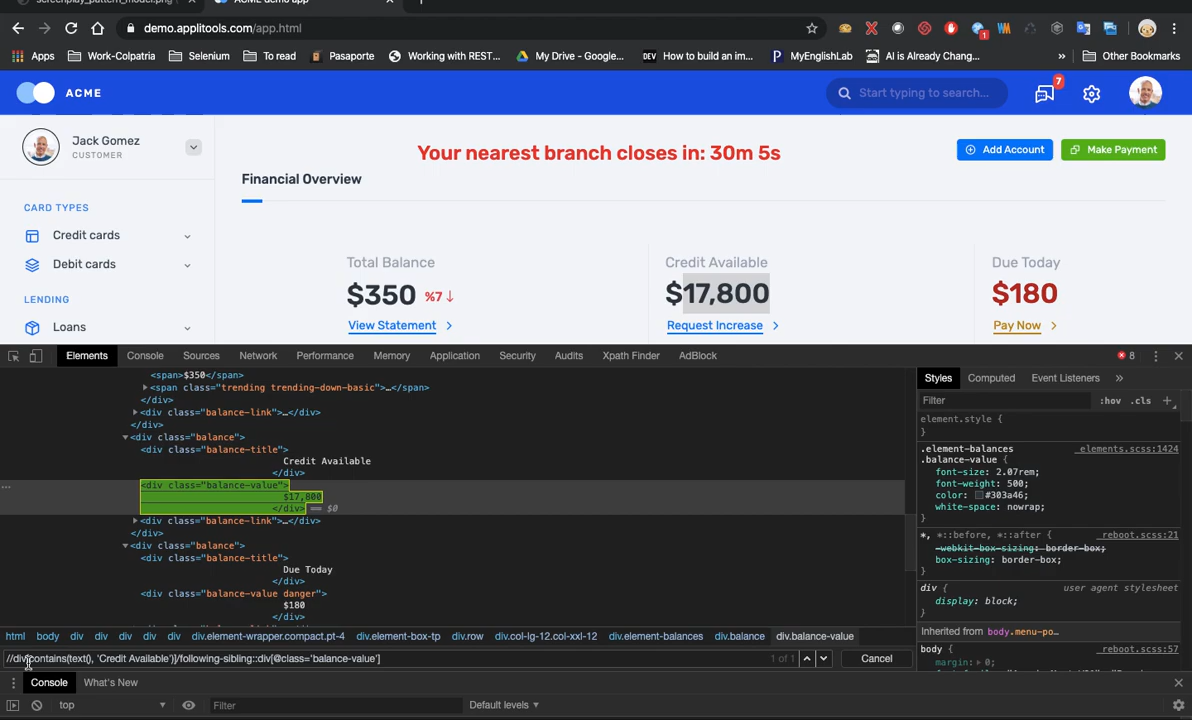 screenplay_pattern_model.png
ACME demo app
demo.applitools.com/app.html
1
Apps
Work-Colpatria
Selenium
To read
Pasaporte
Working with REST...
My Drive - Google...
DEV
How to build an im...
P
MyEnglishLab
AI is Already Chang...
»
Other Bookmarks
ACME
Start typing to search...
7
Jack Gomez
CUSTOMER
Your nearest branch closes in: 30m 5s
Add Account
Make Payment
Financial Overview
CARD TYPES
Credit cards
Debit cards
LENDING
Loans
Total Balance
$350 %7↓
View Statement
Credit Available
$17,800
Request Increase
Due Today
$180
Pay Now
Elements Console Sources Network Performance Memory Application Security Audits Xpath Finder AdBlock
8
<span>$350</span>
<span class="trending trending-down-basic">…</span>
</div>
<div class="balance-link">…</div>
</div>
<div class="balance">
<div class="balance-title">
Credit Available
</div>
<div class="balance-value">
$17,800
</div> == $0
<div class="balance-link">…</div>
</div>
<div class="balance">
<div class="balance-title">
Due Today
</div>
<div class="balance-value danger">
$180
</div>
html body div div div div div div.element-wrapper.compact.pt-4 div.element-box-tp div.row div.col-lg-12.col-xxl-12 div.element-balances div.balance div.balance-value
//div[contains(text(), 'Credit Available')]/following-sibling::div[@class='balance-value']
1 of 1
Cancel
Styles Computed Event Listeners »
Filter
:hov .cls +
element.style {
}
.element-balances _elements.scss:1424
.balance-value {
font-size: 2.07rem;
font-weight: 500;
color: #303a46;
white-space: nowrap;
}
*, *::before, *::after { _reboot.scss:21
-webkit-box-sizing: border-box;
box-sizing: border-box;
}
div { user agent stylesheet
display: block;
}
Inherited from body.menu-po…
body { _reboot.scss:57
margin: 0;
Console What's New
top
Filter
Default levels